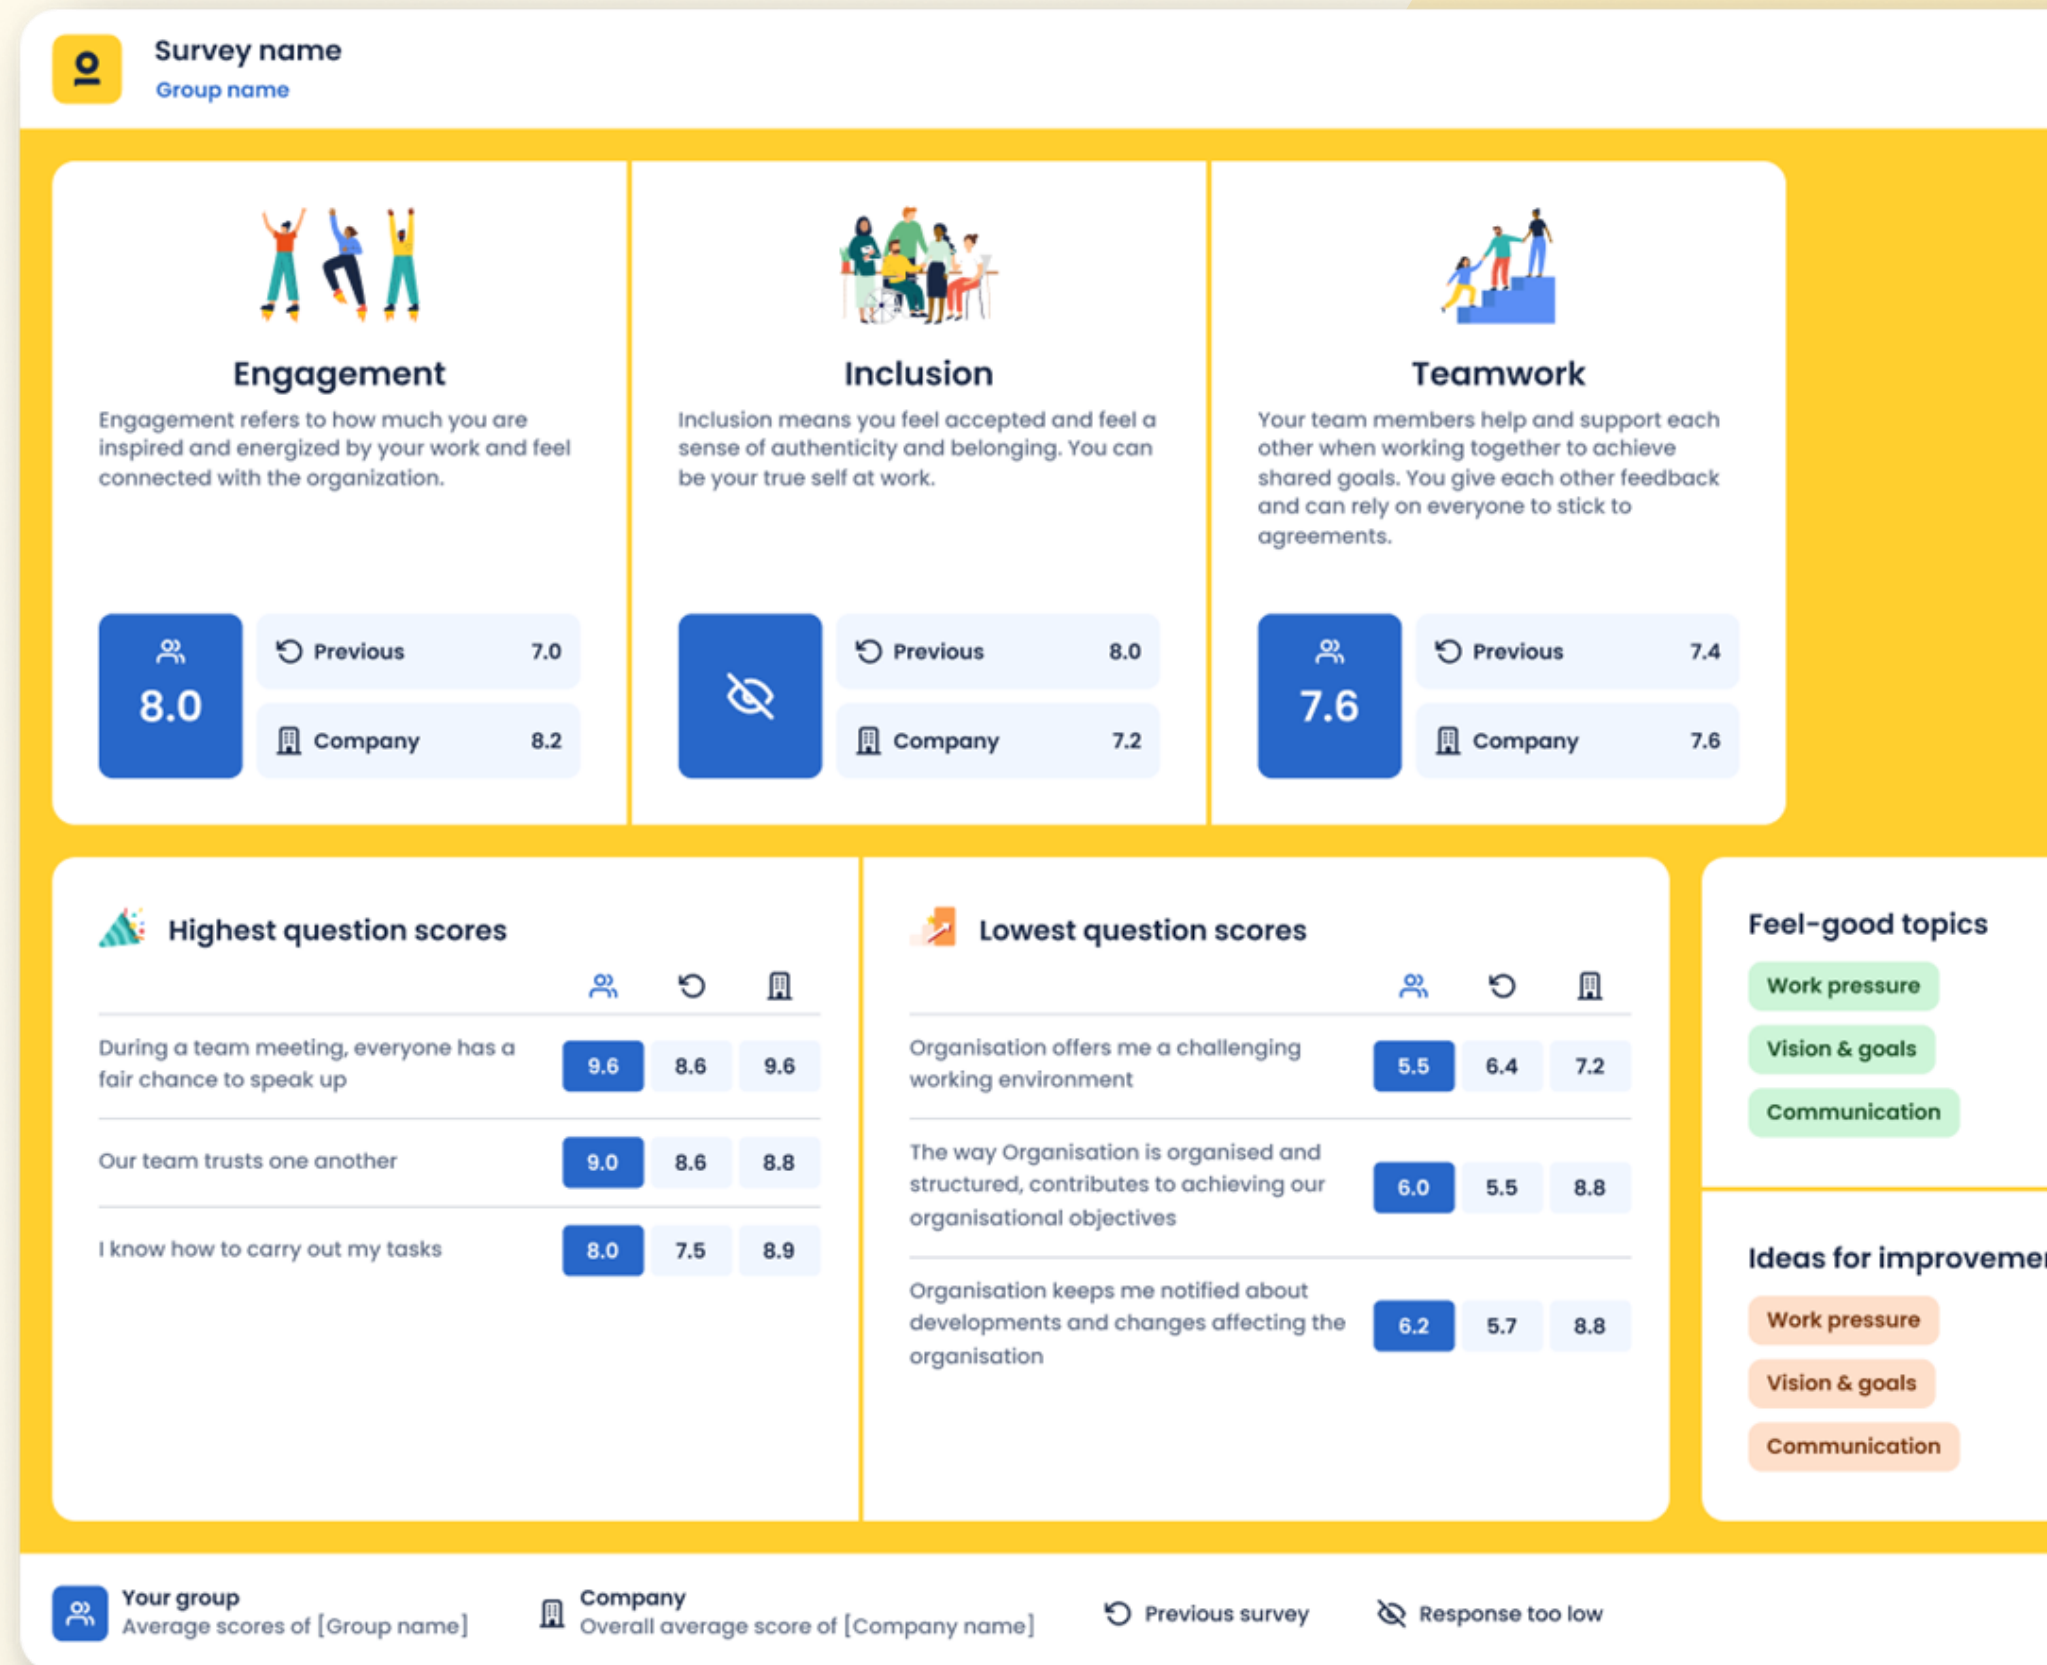 Survey name
Group name
Engagement
Engagement refers to how much you are
inspired and energized by your work and feel
connected with the organization.
8.0
Previous 7.0
Company 8.2
Inclusion
Inclusion means you feel accepted and feel a
sense of authenticity and belonging. You can
be your true self at work.
Previous 8.0
Company 7.2
Teamwork
Your team members help and support each
other when working together to achieve
shared goals. You give each other feedback
and can rely on everyone to stick to
agreements.
7.6
Previous 7.4
Company 7.6
Highest question scores
During a team meeting, everyone has a
fair chance to speak up
9.6 8.6 9.6
Our team trusts one another 9.0 8.6 8.8
I know how to carry out my tasks 8.0 7.5 8.9
Lowest question scores
Organisation offers me a challenging
working environment
5.5 6.4 7.2
The way Organisation is organised and
structured, contributes to achieving our
organisational objectives
6.0 5.5 8.8
Organisation keeps me notified about
developments and changes affecting the
organisation
6.2 5.7 8.8
Feel-good topics
Work pressure
Vision & goals
Communication
Ideas for
Work pressure
Vision & goals
Communication
Your group
Average scores of [Group name]
Company
Overall average score of [Company name]
Previous survey
Response too low